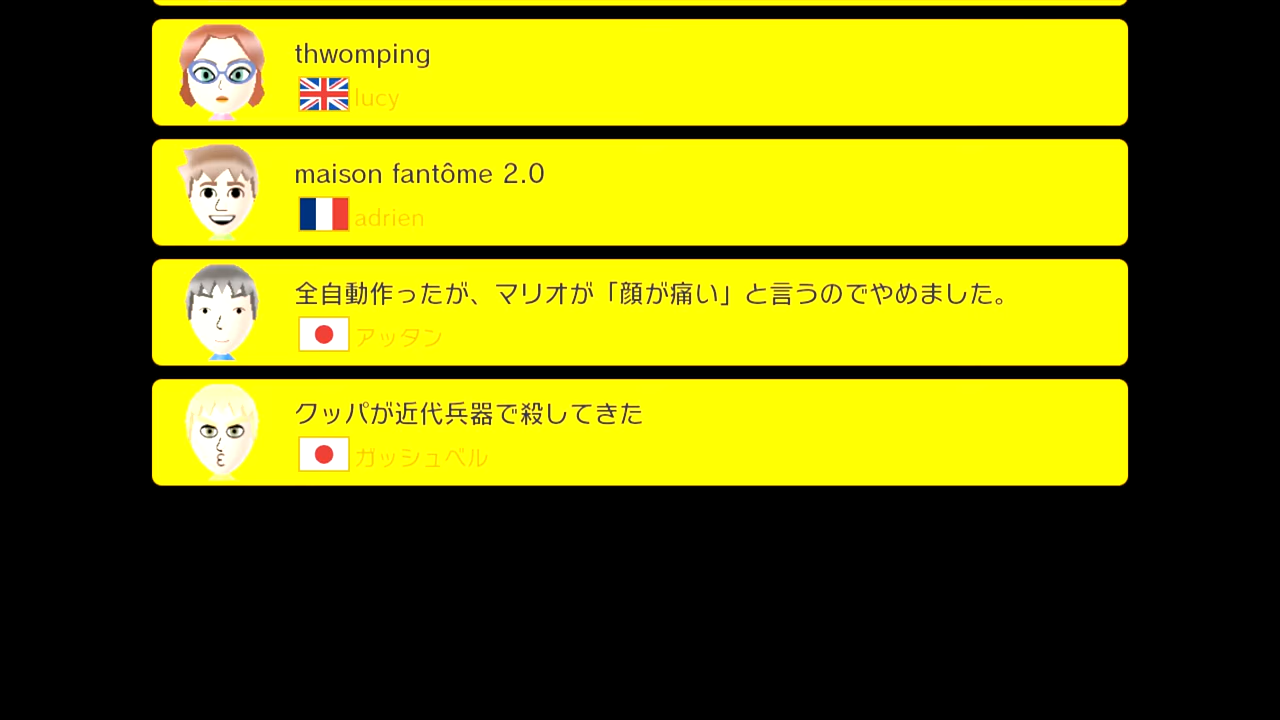 thwomping
lucy
maison fantôme 2.0
adrien
全自動作ったが、マリオが「顔が痛い」と言うのでやめました。
アッタン
クッパが近代兵器で殺してきた
ガッシュベル